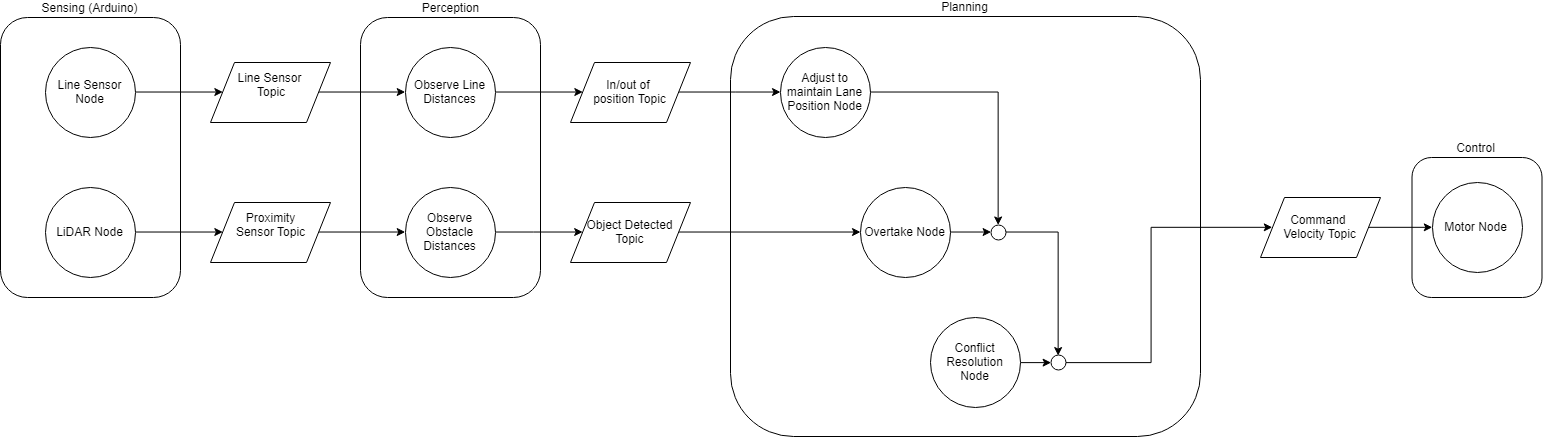 Sensing (Arduino)
Perception
Planning
Line Sensor
Node
Line Sensor
Topic
Observe Line
Distances
In/out of
position Topic
Adjust to
maintain Lane
Position Node
Control
LiDAR Node
Proximity
Sensor Topic
Observe
Obstacle
Distances
Object Detected
Topic
Overtake Node
Command
Velocity Topic
Motor Node
Conflict
Resolution
Node